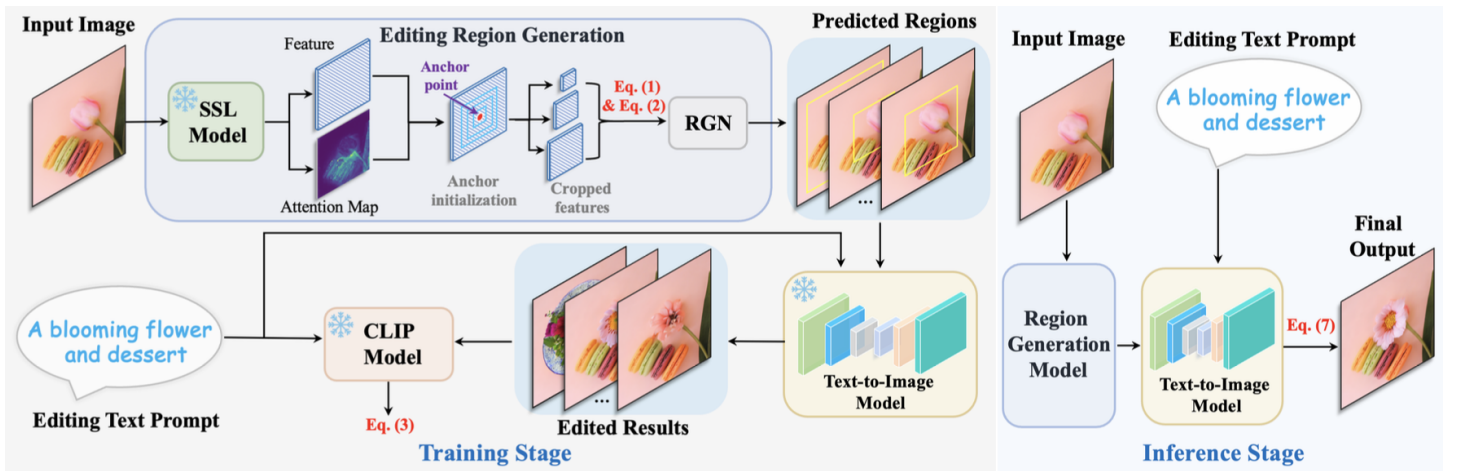 Input Image
Editing Region Generation
Feature
SSL
Model
Attention Map
Anchor
point
Anchor
initialization
Cropped
features
Eq. (1)
& Eq. (2)
RGN
Predicted Regions
...
A blooming flower
and dessert
Editing Text Prompt
CLIP
Model
Eq. (3)
...
Edited Results
Text-to-Image
Model
Training Stage
Input Image
Editing Text Prompt
A blooming flower
and dessert
Region
Generation
Model
Text-to-Image
Model
Eq. (7)
Final
Output
Inference Stage